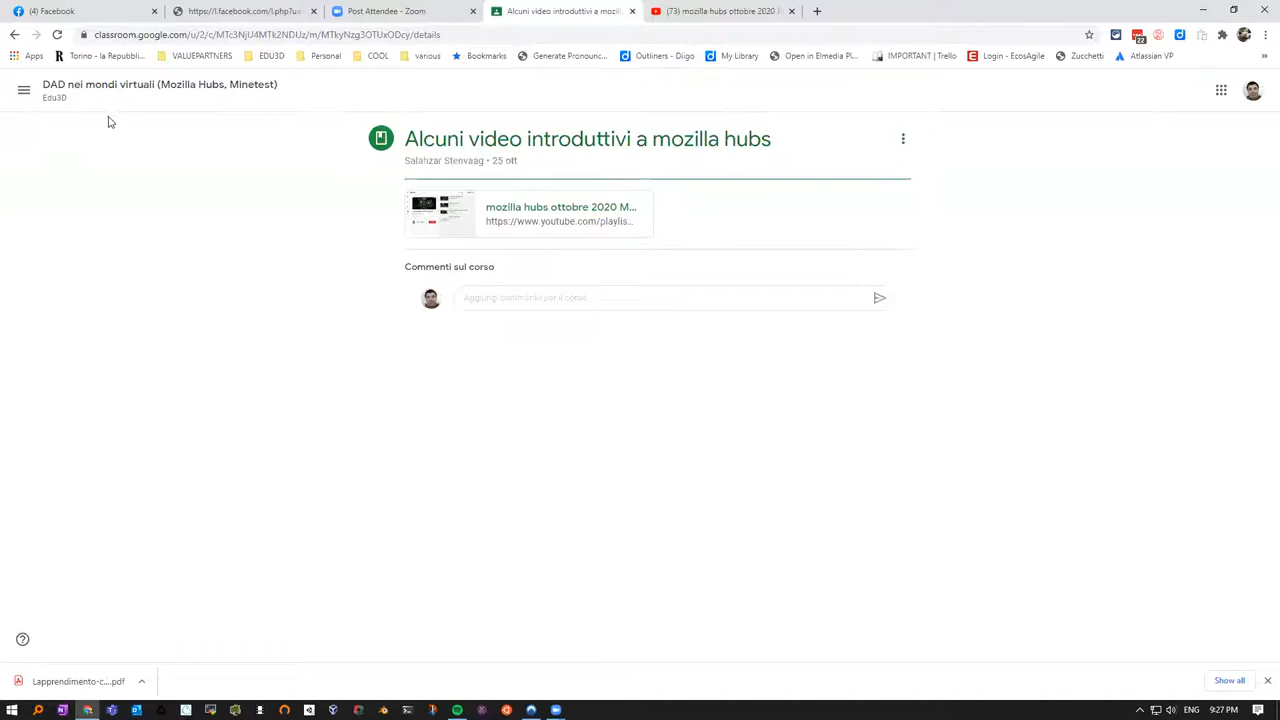 (4) Facebook
https://l.facebook.com/l.php?u=
Post Attendee - Zoom
Alcuni video introduttivi a mozill
(73) mozilla hubs ottobre 2020 l
classroom.google.com/u/2/c/MTc3NjU4MTk2NDUz/m/MTkyNzg3OTUxODcy/details
Apps
Tonno - la Repubbli...
VALUEPARTNERS
EDU3D
Personal
COOL
various
Bookmarks
Generate Pronounc...
Outliners - Diigo
My Library
Open in Elmedia Pl...
IMPORTANT | Trello
Login - EcosAgile
Zucchetti
Atlassian VP
22
DAD nei mondi virtuali (Mozilla Hubs, Minetest)
Edu3D
Alcuni video introduttivi a mozilla hubs
Salahzar Stenvaag • 25 ott
mozilla hubs ottobre 2020 M...
https://www.youtube.com/playlis...
Commenti sul corso
Aggiungi commento per il corso
Lapprendimento-c....pdf
Show all
ENG
9:27 PM